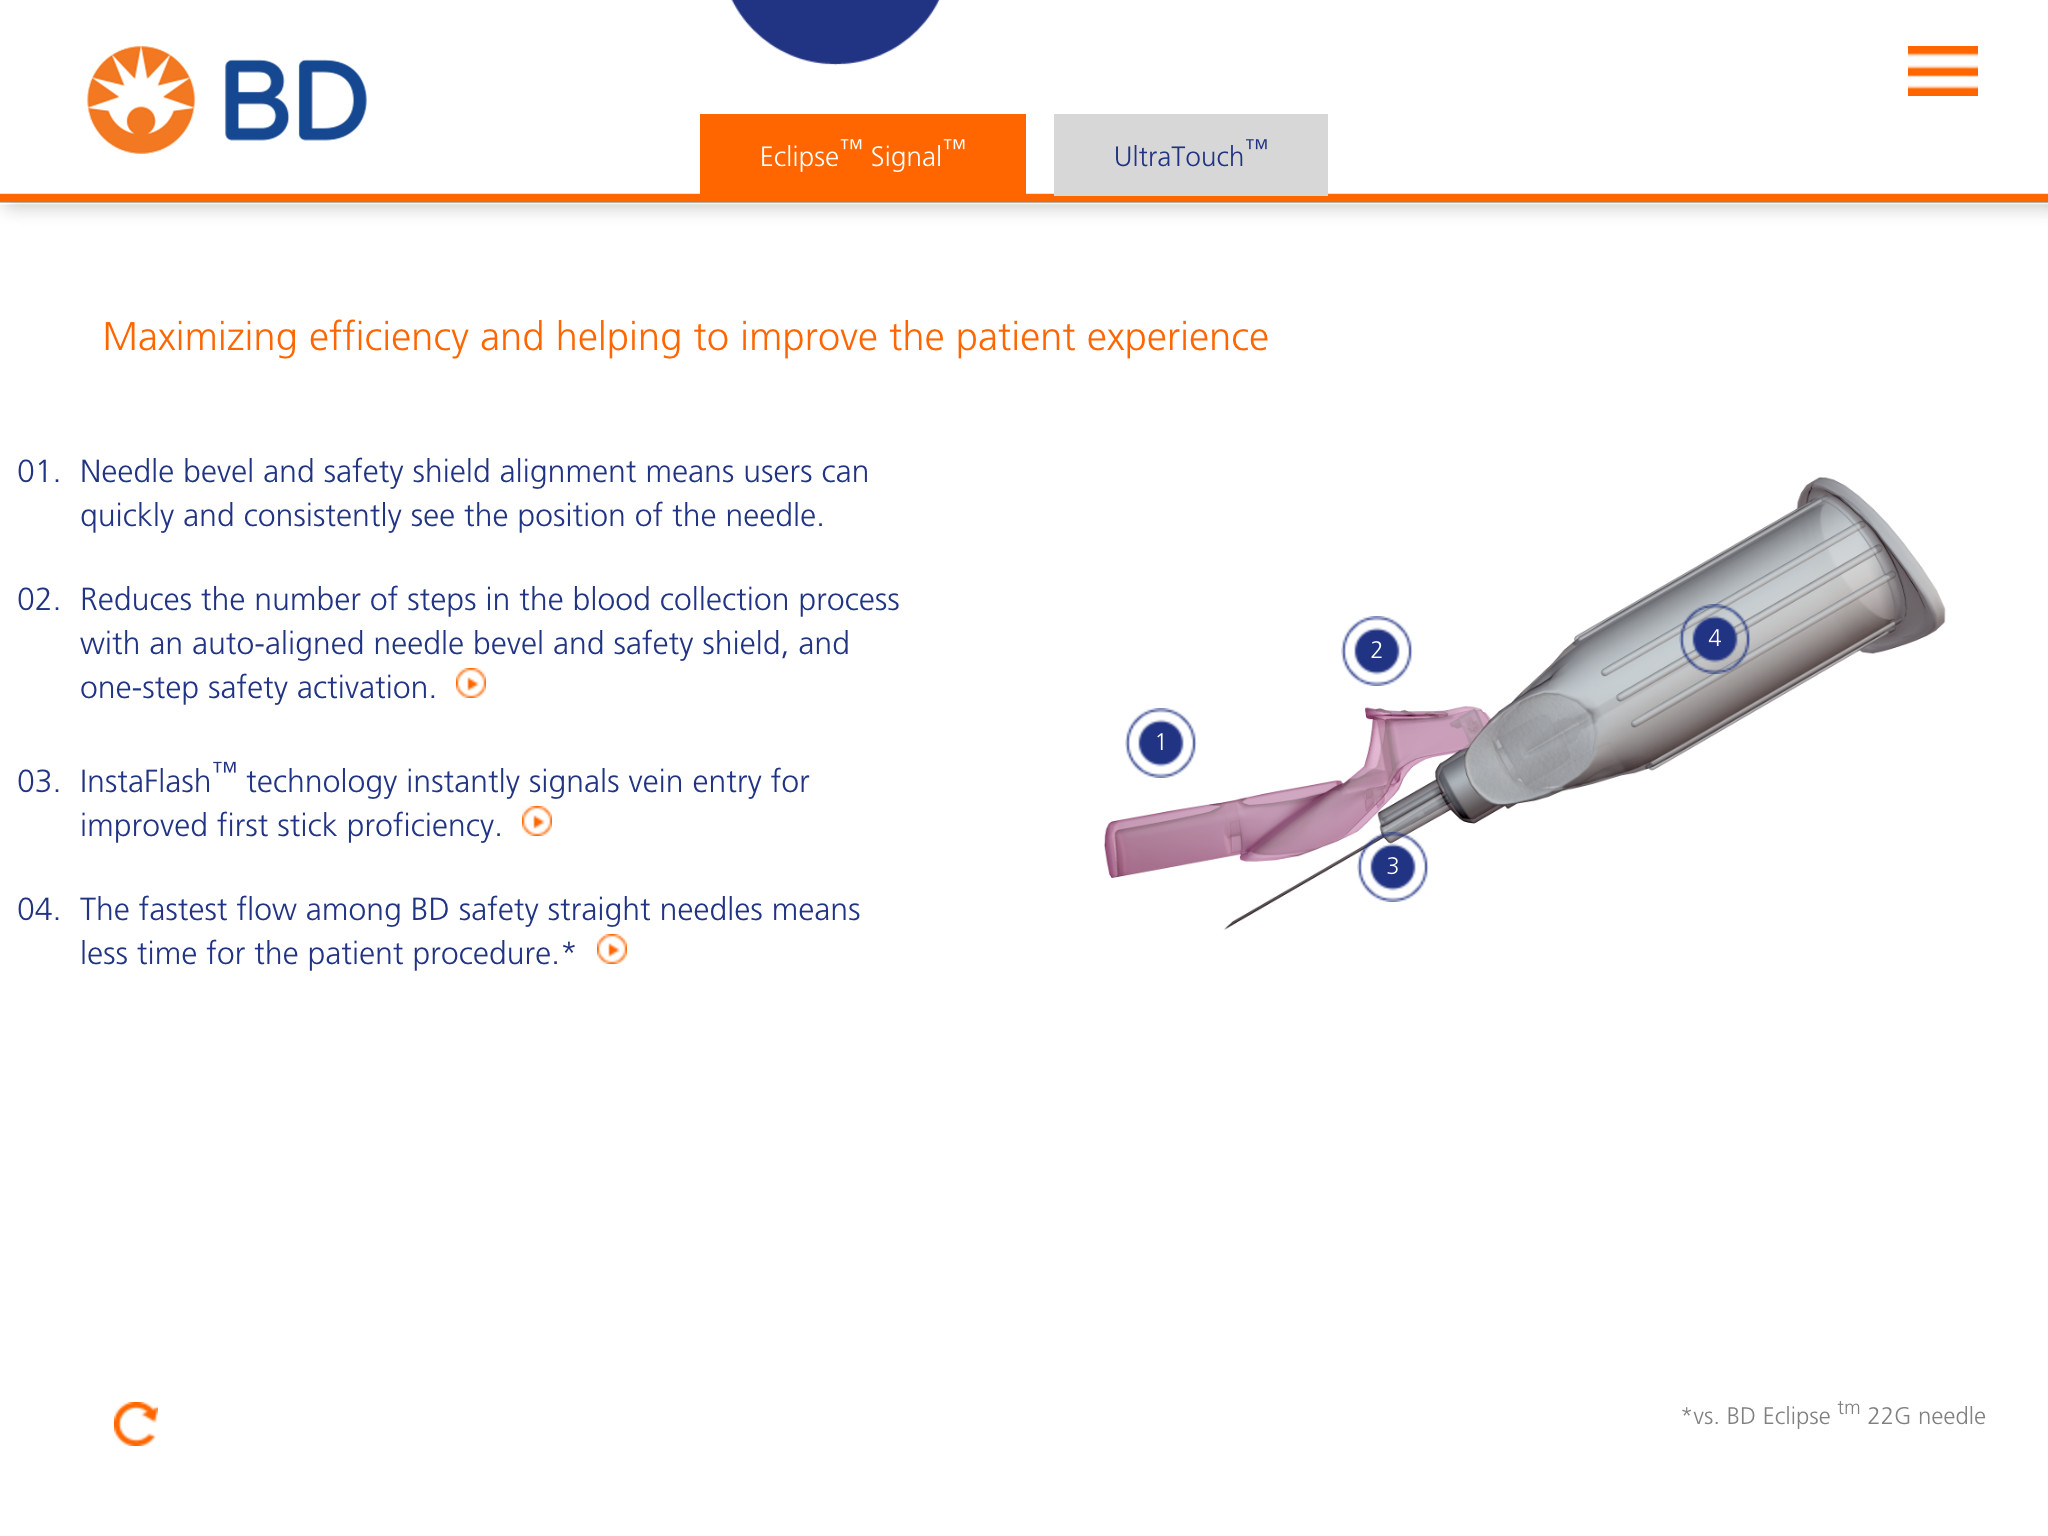 BD
Eclipse™ Signal™
UltraTouch™
Maximizing efficiency and helping to improve the patient experience
01. Needle bevel and safety shield alignment means users can
quickly and consistently see the position of the needle.
02. Reduces the number of steps in the blood collection process
with an auto-aligned needle bevel and safety shield, and
one-step safety activation.
03. InstaFlash™ technology instantly signals vein entry for
improved first stick proficiency.
04. The fastest flow among BD safety straight needles means
less time for the patient procedure.*
1
2
3
4
*vs. BD Eclipse tm 22G needle